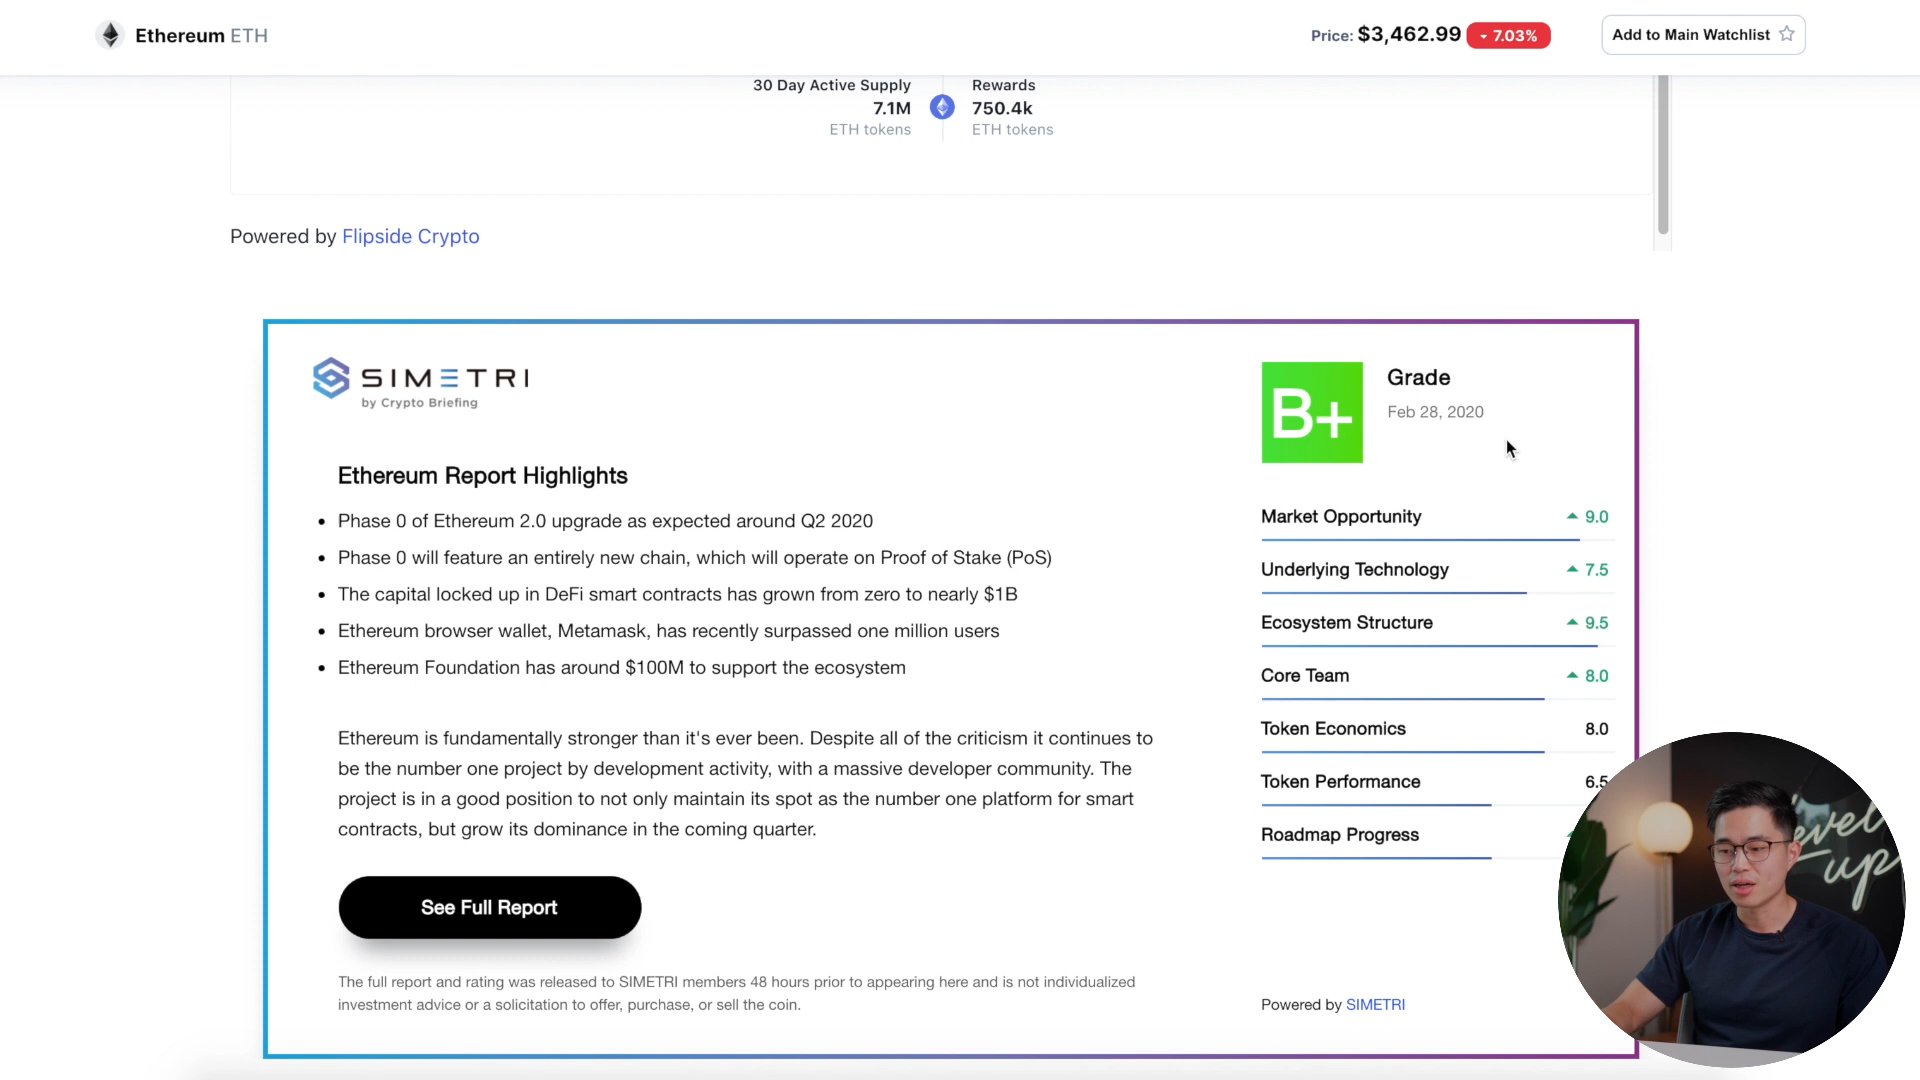 Ethereum ETH
Price: $3,462.99 7.03%
Add to Main Watchlist
30 Day Active Supply
7.1M
ETH tokens
Rewards
750.4k
ETH tokens
Powered by Flipside Crypto
SIMETRI
by Crypto Briefing
Ethereum Report Highlights
Phase 0 of Ethereum 2.0 upgrade as expected around Q2 2020
Phase 0 will feature an entirely new chain, which will operate on Proof of Stake (PoS)
The capital locked up in DeFi smart contracts has grown from zero to nearly $1B
Ethereum browser wallet, Metamask, has recently surpassed one million users
Ethereum Foundation has around $100M to support the ecosystem
Ethereum is fundamentally stronger than it's ever been. Despite all of the criticism it continues to
be the number one project by development activity, with a massive developer community. The
project is in a good position to not only maintain its spot as the number one platform for smart
contracts, but grow its dominance in the coming quarter.
See Full Report
The full report and rating was released to SIMETRI members 48 hours prior to appearing here and is not individualized
investment advice or a solicitation to offer, purchase, or sell the coin.
B+
Grade
Feb 28, 2020
Market Opportunity 9.0
Underlying Technology 7.5
Ecosystem Structure 9.5
Core Team 8.0
Token Economics 8.0
Token Performance 6.5
Roadmap Progress
Powered by SIMETRI
level
up